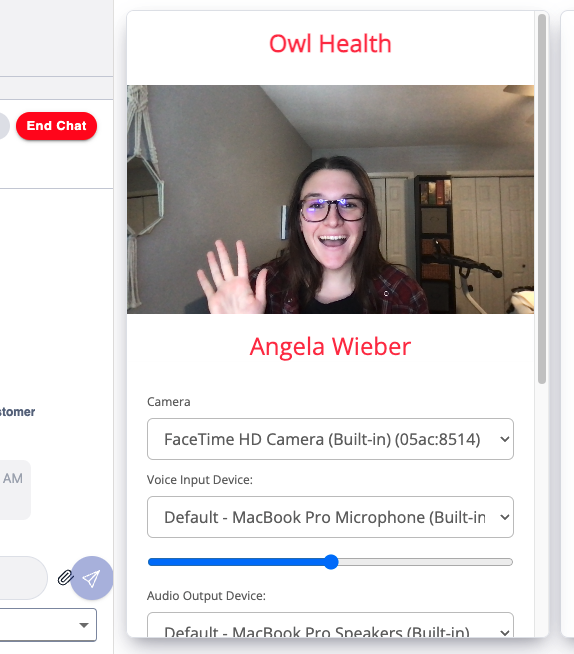 Owl Health
End Chat
Angela Wieber
stomer
AM
Camera
FaceTime HD Camera (Built-in) (05ac:8514)
Voice Input Device:
Default - MacBook Pro Microphone (Built-in
Audio Output Device:
Default - MacBook Pro Speakers (Built-in)